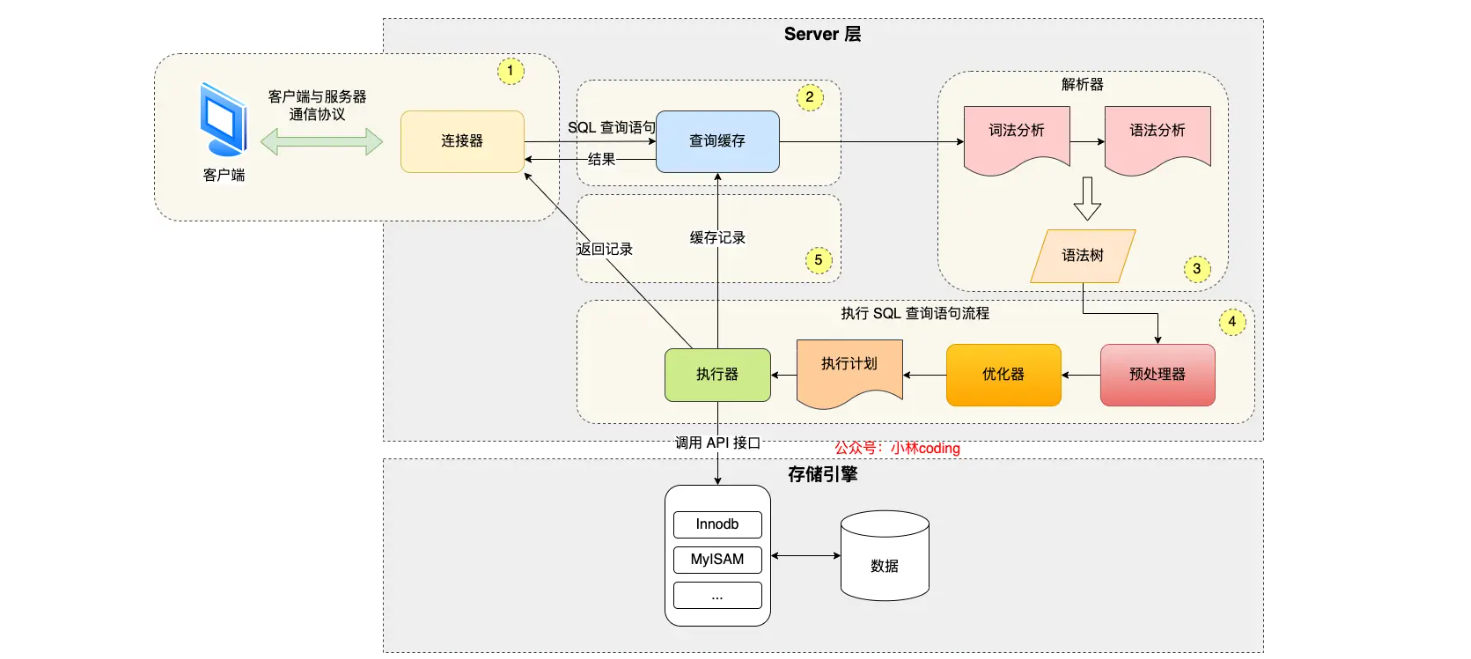 Server 层
1
客户端与服务器
通信协议
客户端
连接器
SQL 查询语句
结果
2
查询缓存
解析器
词法分析
语法分析
语法树
3
返回记录
缓存记录
5
执行 SQL 查询语句流程
4
执行器
执行计划
优化器
预处理器
调用 API 接口
公众号：小林coding
存储引擎
Innodb
MyISAM
...
数据